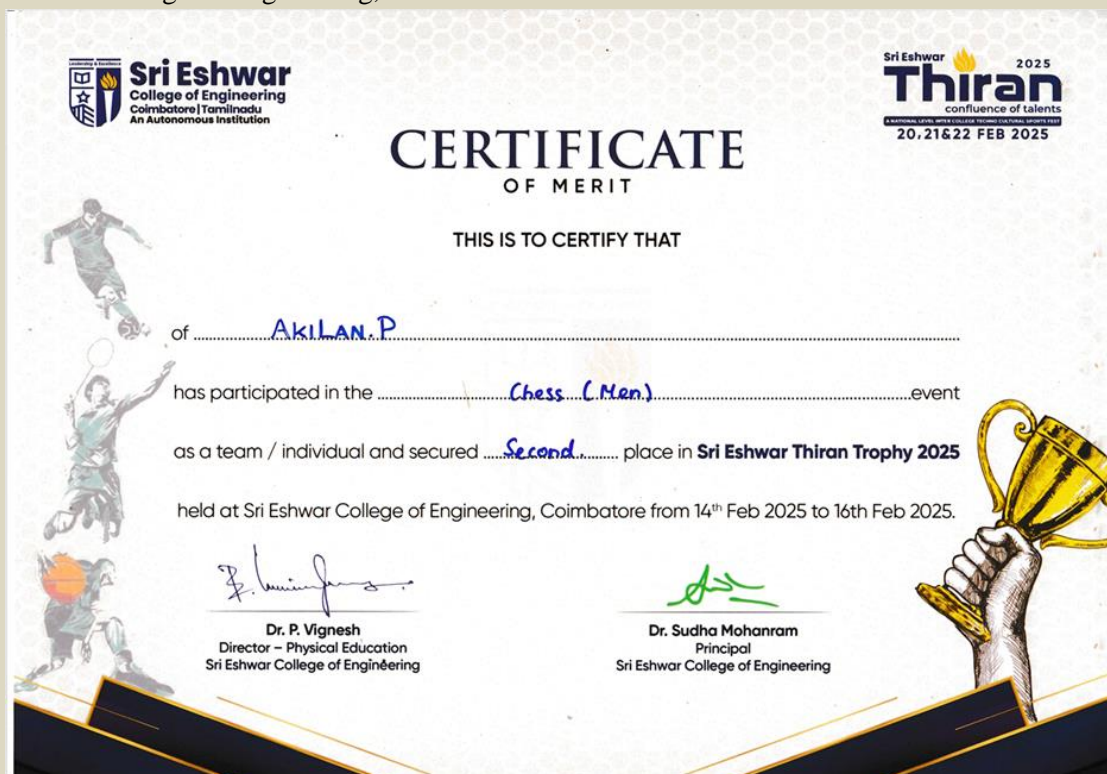 Leadership & Excellence
Sri Eshwar
College of Engineering
Coimbatore|Tamilnadu
An Autonomous Institution
Sri Eshwar
2025
Thiran
confluence of talents
A NATIONAL LEVEL INTER COLLEGE TECHNO CULTURAL SPORTS FEST
20,21&22 FEB 2025
CERTIFICATE
OF MERIT
THIS IS TO CERTIFY THAT
of AKILAN.P
has participated in the Chess (Men) event
as a team / individual and secured Second. place in Sri Eshwar Thiran Trophy 2025
held at Sri Eshwar College of Engineering, Coimbatore from 14th Feb 2025 to 16th Feb 2025.
Dr. P. Vignesh
Director – Physical Education
Sri Eshwar College of Engineering
Dr. Sudha Mohanram
Principal
Sri Eshwar College of Engineering